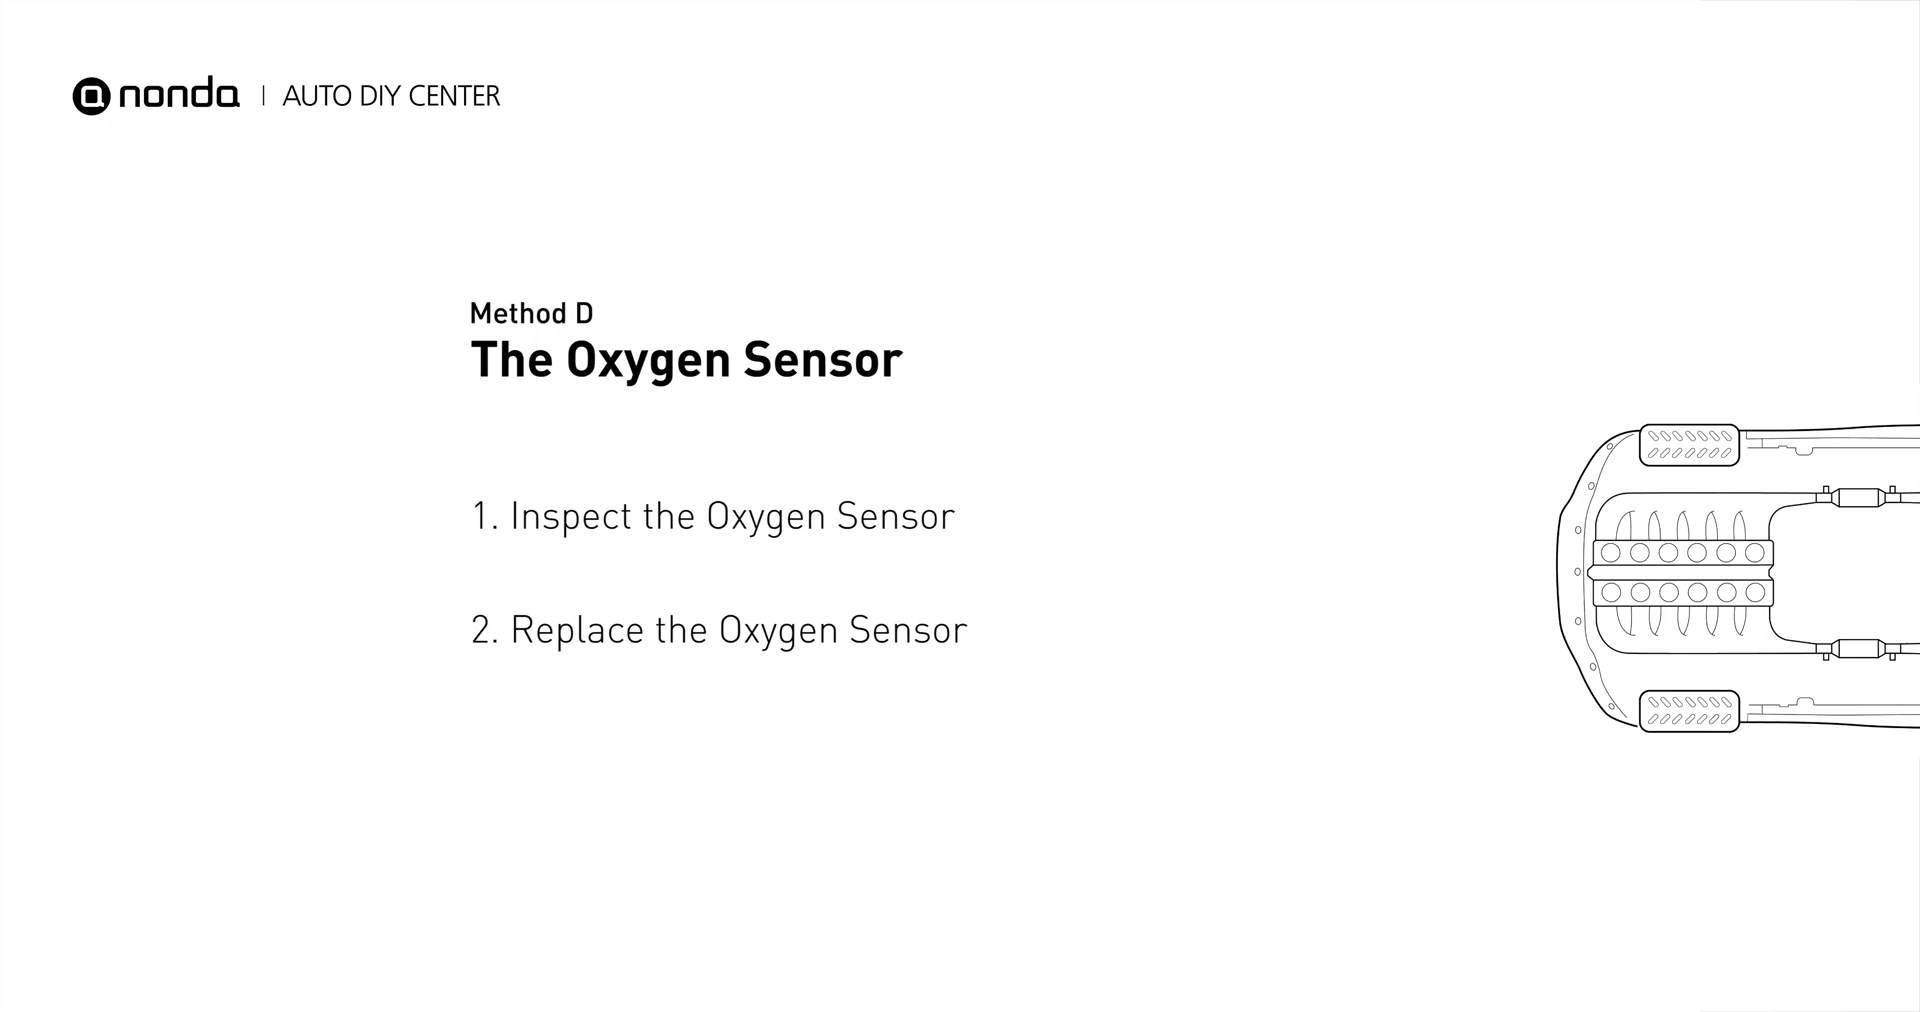 nonda | AUTO DIY CENTER
Method D
The Oxygen Sensor
1. Inspect the Oxygen Sensor
2. Replace the Oxygen Sensor